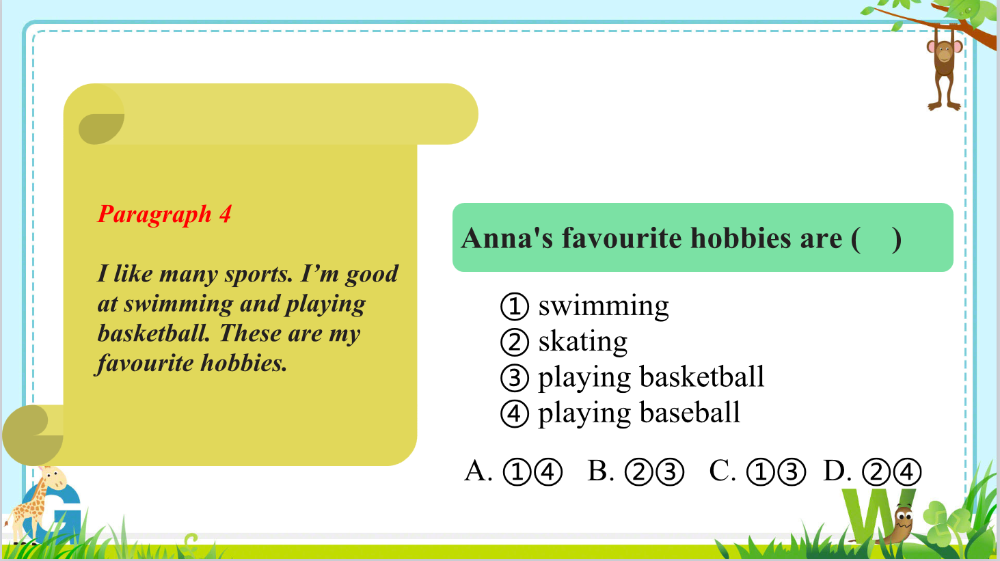 Paragraph 4
I like many sports. I’m good
at swimming and playing
basketball. These are my
favourite hobbies.
Anna's favourite hobbies are (    )
① swimming
② skating
③ playing basketball
④ playing baseball
A. ①④   B. ②③   C. ①③  D. ②④
G
W